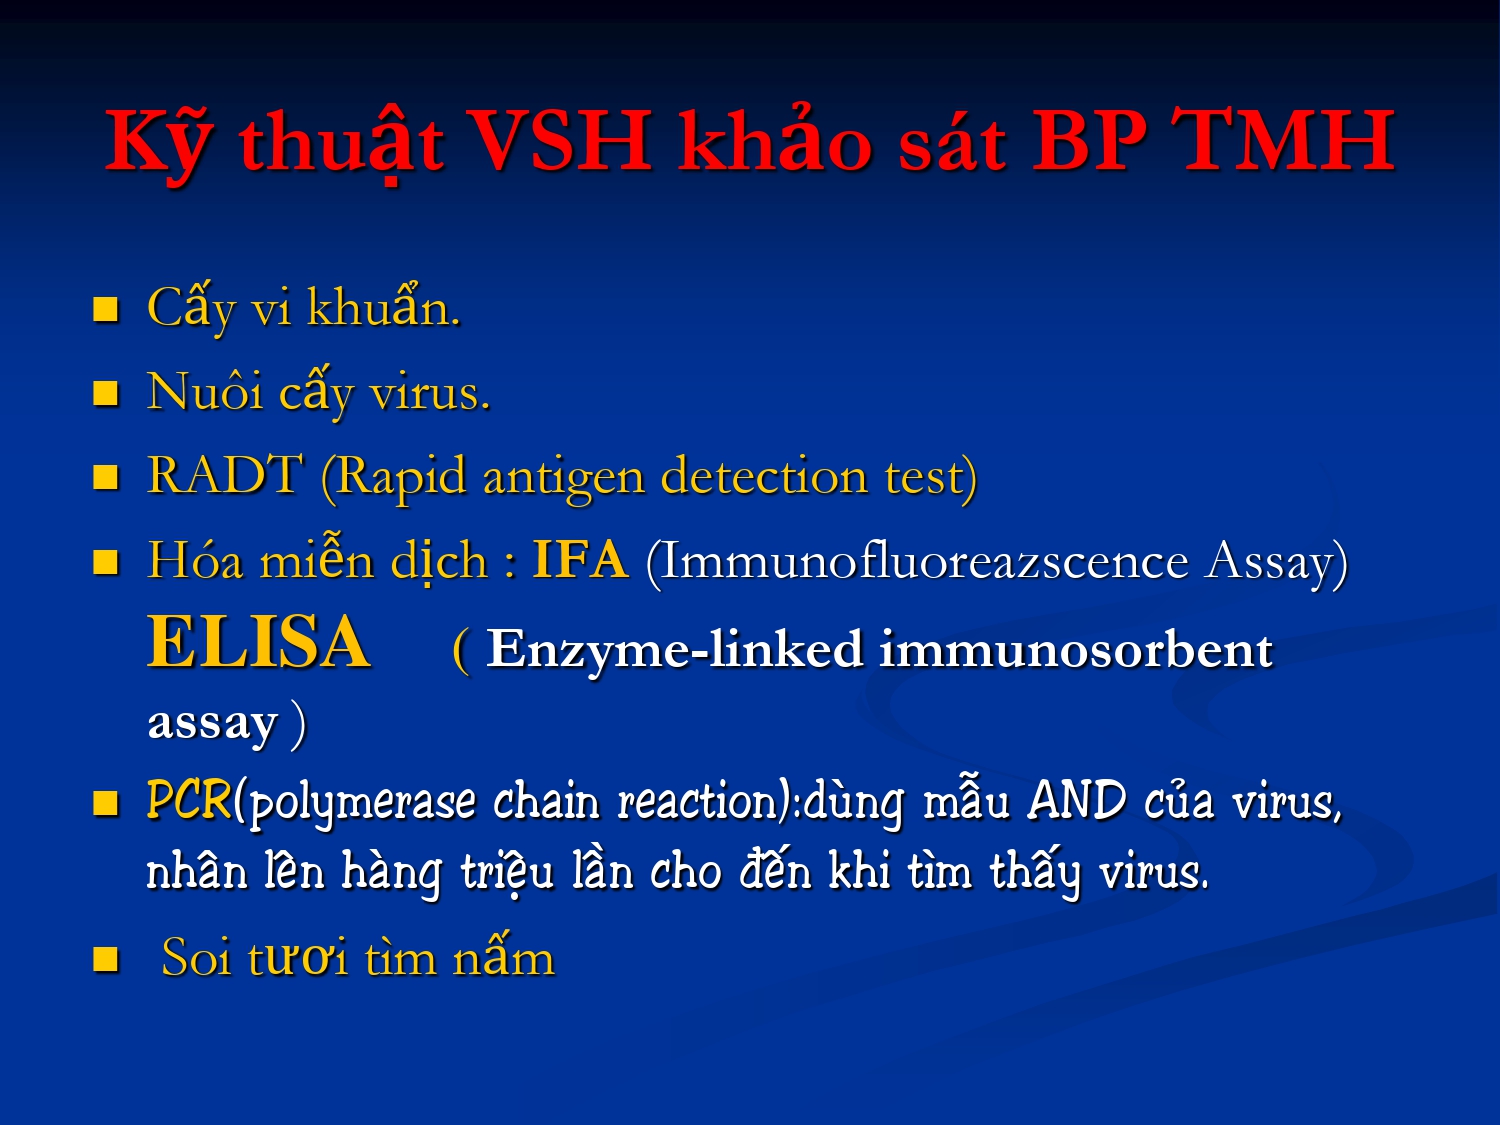 Kỹ thuật VSH khảo sát BP TMH
Cấy vi khuẩn.
Nuôi cấy virus.
RADT (Rapid antigen detection test)
Hóa miễn dịch : IFA (Immunofluoreazscence Assay)
ELISA ( Enzyme-linked immunosorbent
assay )
PCR(polymerase chain reaction):dùng mẫu AND của virus,
nhân lên hàng triệu lần cho đến khi tìm thấy virus.
Soi tươi tìm nấm